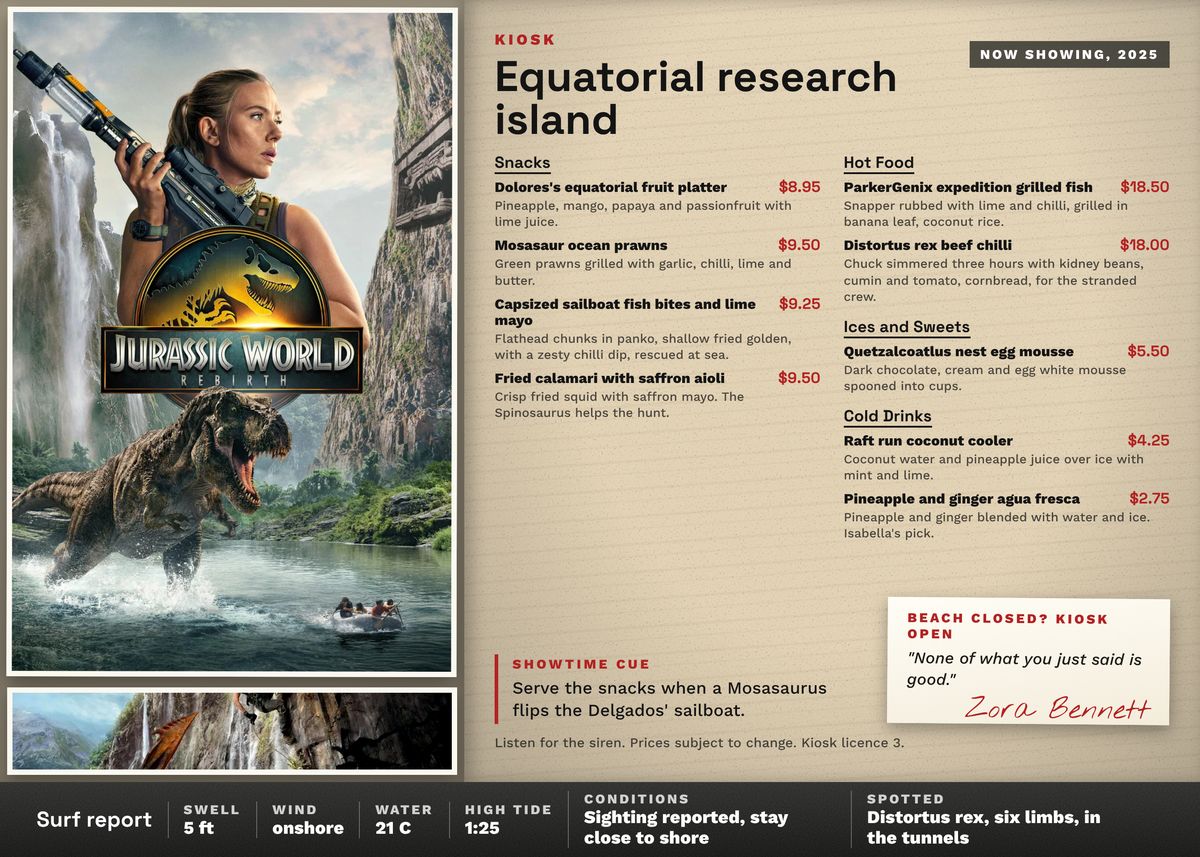 JURASSIC WORLD
REBIRTH
KIOSK
NOW SHOWING, 2025
Equatorial research
island
Snacks
Dolores's equatorial fruit platter $8.95
Pineapple, mango, papaya and passionfruit with
lime juice.
Mosasaur ocean prawns $9.50
Green prawns grilled with garlic, chilli, lime and
butter.
Capsized sailboat fish bites and lime $9.25
mayo
Flathead chunks in panko, shallow fried golden,
with a zesty chilli dip, rescued at sea.
Fried calamari with saffron aioli $9.50
Crisp fried squid with saffron mayo. The
Spinosaurus helps the hunt.
Hot Food
ParkerGenix expedition grilled fish $18.50
Snapper rubbed with lime and chilli, grilled in
banana leaf, coconut rice.
Distortus rex beef chilli $18.00
Chuck simmered three hours with kidney beans,
cumin and tomato, cornbread, for the stranded
crew.
Ices and Sweets
Quetzalcoatlus nest egg mousse $5.50
Dark chocolate, cream and egg white mousse
spooned into cups.
Cold Drinks
Raft run coconut cooler $4.25
Coconut water and pineapple juice over ice with
mint and lime.
Pineapple and ginger agua fresca $2.75
Pineapple and ginger blended with water and ice.
Isabella's pick.
SHOWTIME CUE
Serve the snacks when a Mosasaurus
flips the Delgados' sailboat.
BEACH CLOSED? KIOSK
OPEN
"None of what you just said is
good."
Zora Bennett
Listen for the siren. Prices subject to change. Kiosk licence 3.
Surf report
SWELL
5 ft
WIND
onshore
WATER
21 C
HIGH TIDE
1:25
CONDITIONS
Sighting reported, stay
close to shore
SPOTTED
Distortus rex, six limbs, in
the tunnels